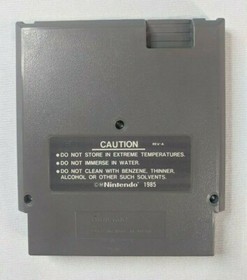 CAUTION REV-A
•DO NOT STORE IN EXTREME TEMPERATURES.
•DO NOT IMMERSE IN WATER.
•DO NOT CLEAN WITH BENZENE, THINNER,
ALCOHOL OR OTHER SUCH SOLVENTS.
©™Nintendo® 1985